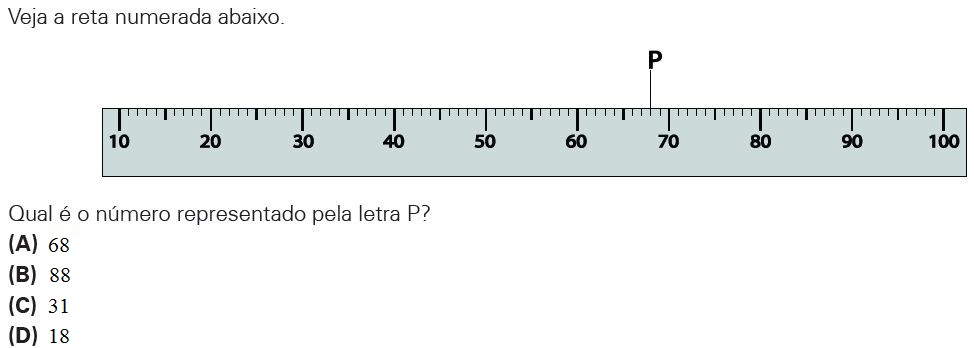 Veja a reta numerada abaixo.
P
10 20 30 40 50 60 70 80 90 100
Qual é o número representado pela letra P?
(A) 68
(B) 88
(C) 31
(D) 18